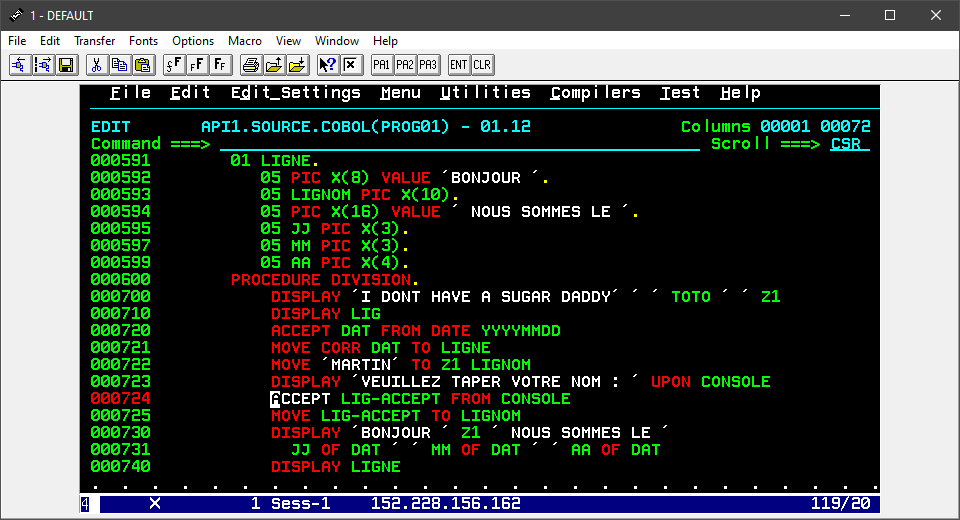 1 - DEFAULT
File Edit Transfer Fonts Options Macro View Window Help
PA1 PA2 PA3 ENT CLR
File Edit Edit_Settings Menu Utilities Compilers Test Help
EDIT API1.SOURCE.COBOL(PROG01) - 01.12 Columns 00001 00072
Command ===> Scroll ===> CSR
000591 01 LIGNE.
000592 05 PIC X(8) VALUE ´BONJOUR ´.
000593 05 LIGNOM PIC X(10).
000594 05 PIC X(16) VALUE ´ NOUS SOMMES LE ´.
000595 05 JJ PIC X(3).
000597 05 MM PIC X(3).
000599 05 AA PIC X(4).
000600 PROCEDURE DIVISION.
000700 DISPLAY ´I DONT HAVE A SUGAR DADDY´ ´ ´ TOTO ´ ´ Z1
000710 DISPLAY LIG
000720 ACCEPT DAT FROM DATE YYYYMMDD
000721 MOVE CORR DAT TO LIGNE
000722 MOVE ´MARTIN´ TO Z1 LIGNOM
000723 DISPLAY ´VEUILLEZ TAPER VOTRE NOM : ´ UPON CONSOLE
000724 ACCEPT LIG-ACCEPT FROM CONSOLE
000725 MOVE LIG-ACCEPT TO LIGNOM
000730 DISPLAY ´BONJOUR ´ Z1 ´ NOUS SOMMES LE ´
000731 JJ OF DAT ´ ´ MM OF DAT ´ ´ AA OF DAT
000740 DISPLAY LIGNE
4 X 1 Sess-1 152.228.156.162 119/20